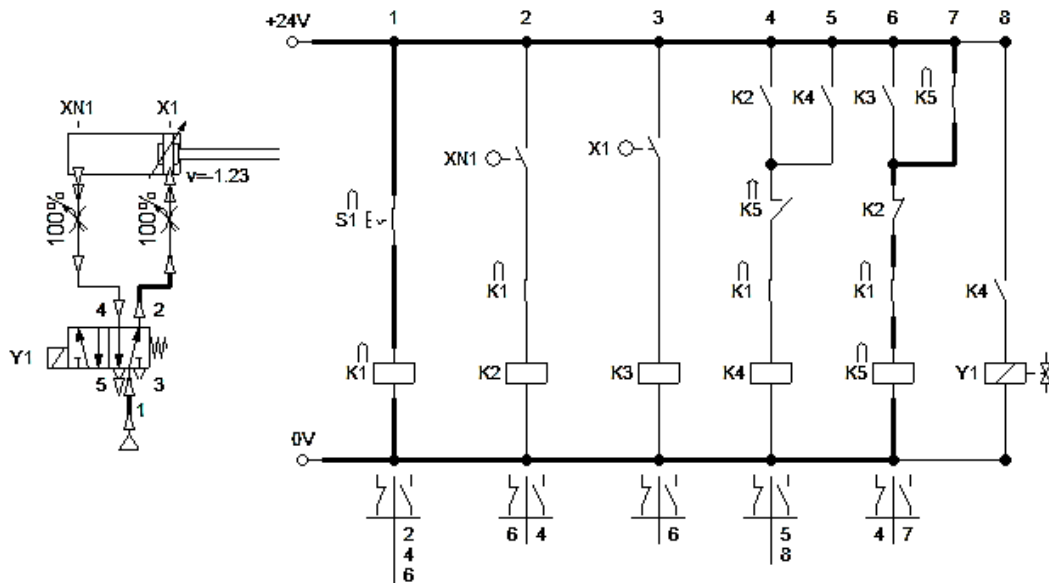 1 2 3 4 5 6 7 8
+24V
XN1 X1
K2 K4 K3 K5
XN1 X1
v=-1.23
100% 100%
S1 K5 K2
K1 K1 K1
4 2
Y1
5 3
1
K1 K2 K3 K4 K5 Y1
K4
0V
2 6 4 6 5 4 7
4 8
6